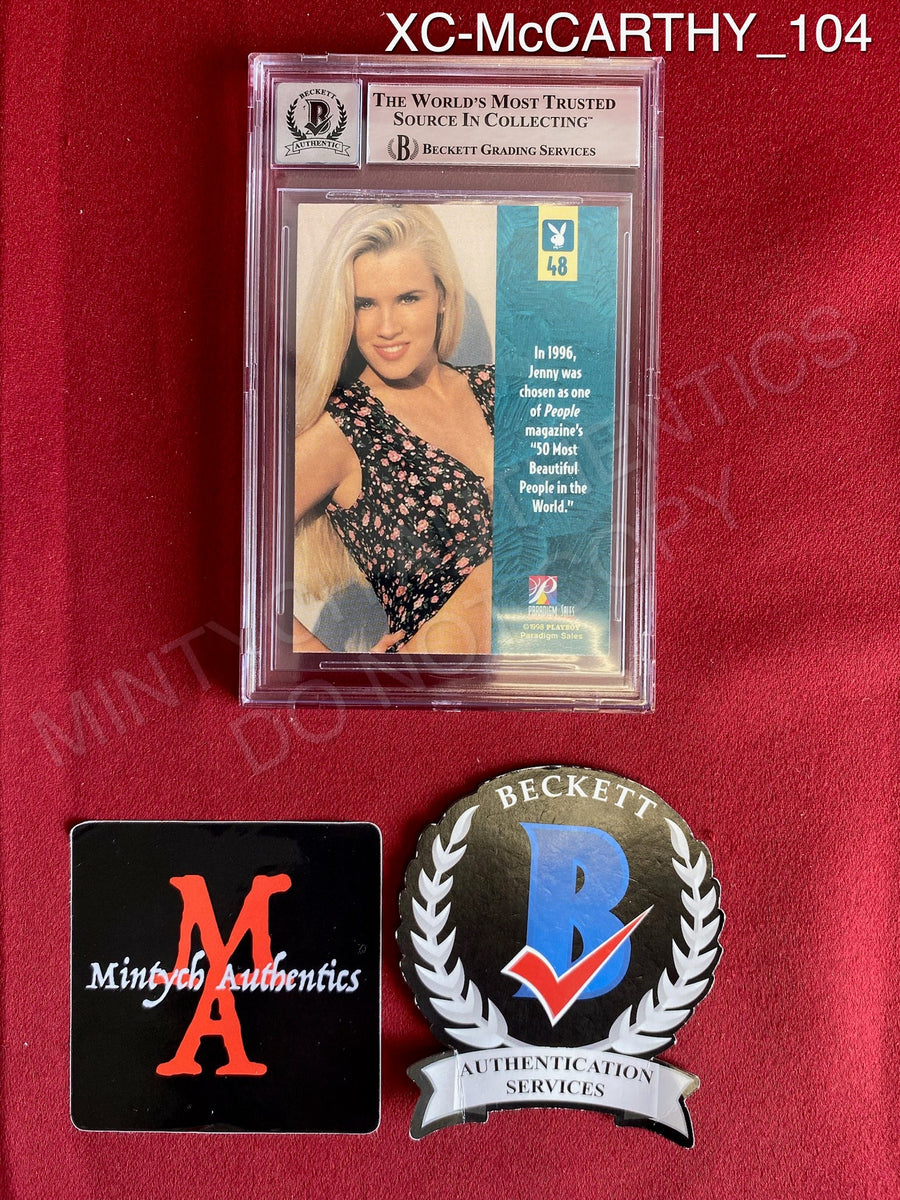 XC-McCARTHY_104
BECKETT
B
AUTHENTIC
THE WORLD'S MOST TRUSTED
SOURCE IN COLLECTING™
B BECKETT GRADING SERVICES
48
In 1996,
Jenny was
chosen as one
of People
magazine's
"50 Most
Beautiful
People in the
World."
PARADIGM SALES
©1998 PLAYBOY
Paradigm Sales
MINTYCH AUTHENTICS
DO NOT COPY
MA
Mintych Authentics
BECKETT
B
AUTHENTICATION
SERVICES